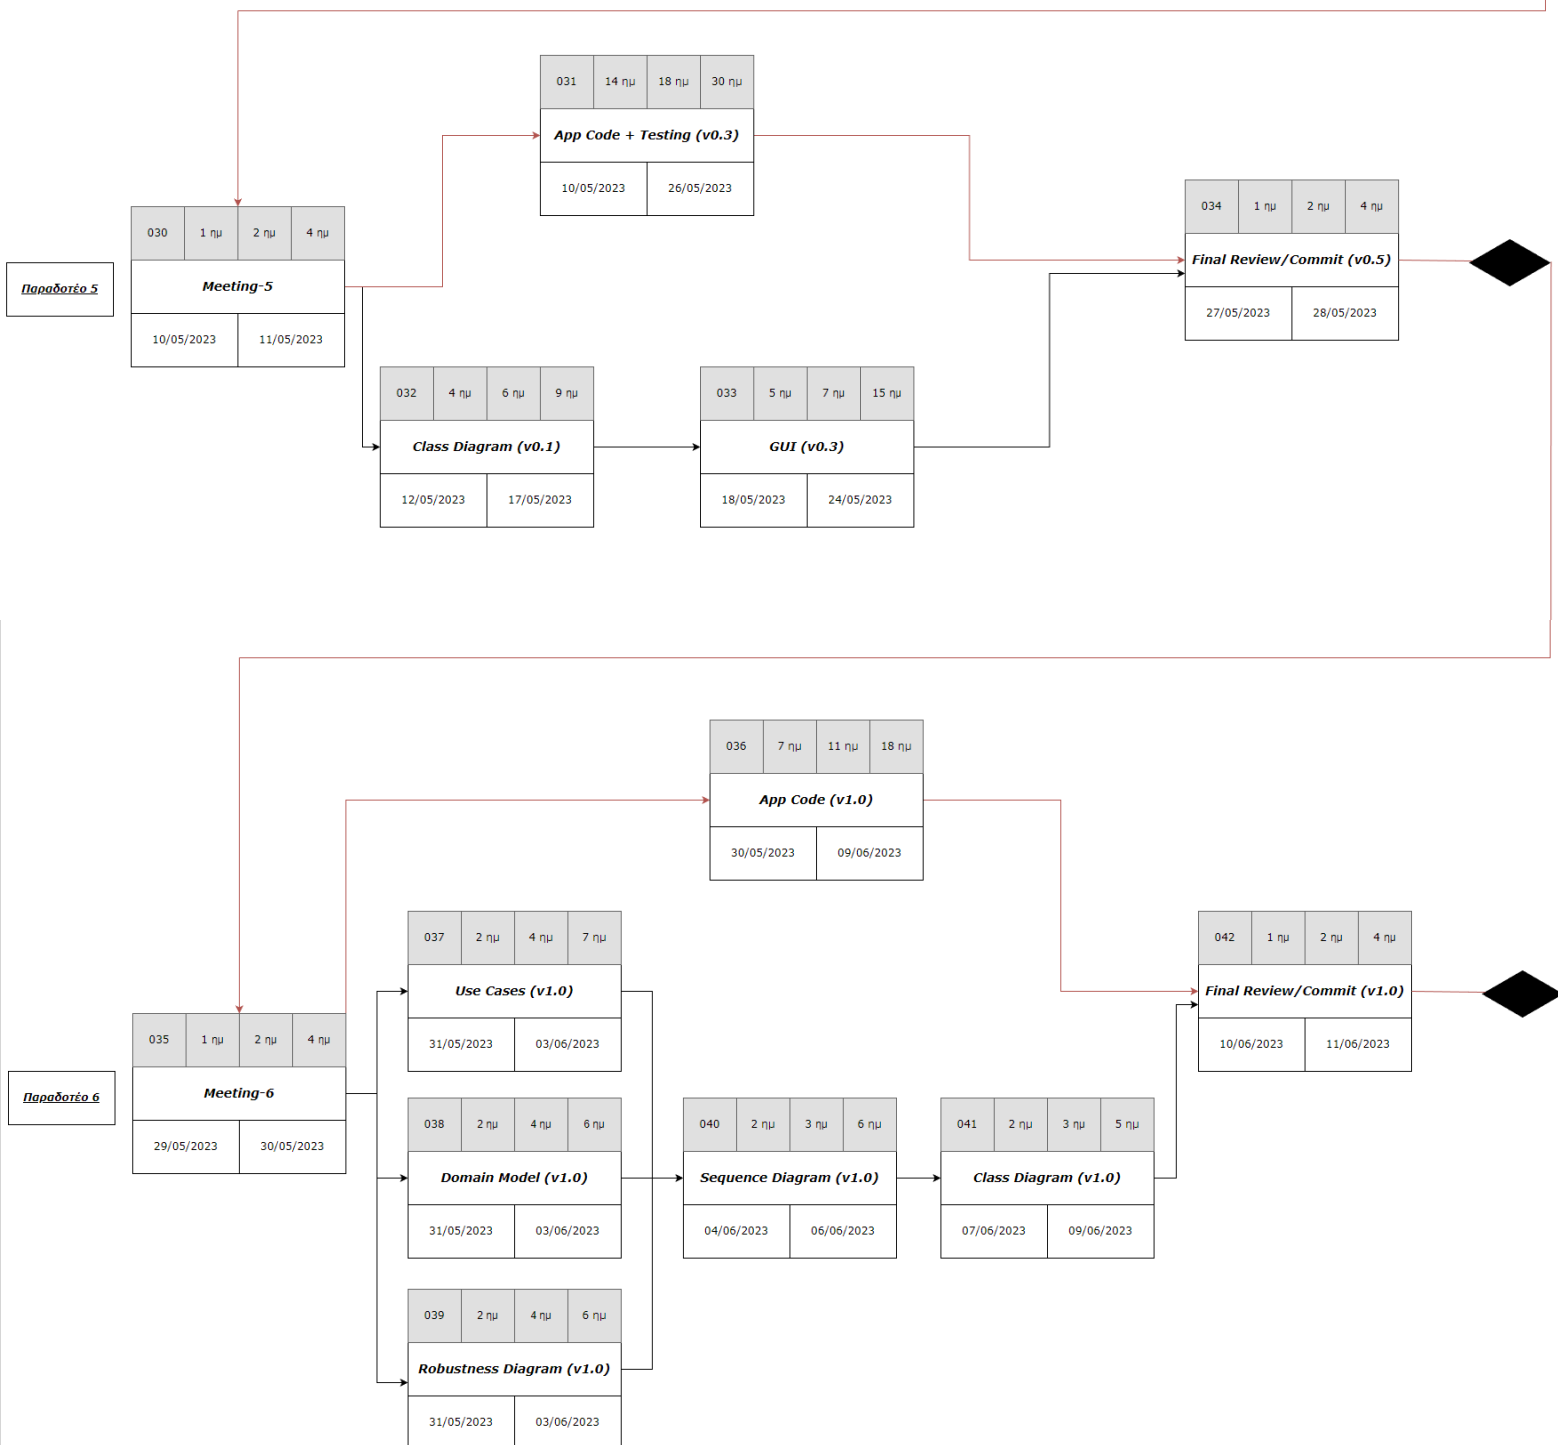 031 14 ημ 18 ημ 30 ημ
App Code + Testing (v0.3)
10/05/2023 26/05/2023
034 1 ημ 2 ημ 4 ημ
Final Review/Commit (v0.5)
27/05/2023 28/05/2023
Παραδοτέο 5
030 1 ημ 2 ημ 4 ημ
Meeting-5
10/05/2023 11/05/2023
032 4 ημ 6 ημ 9 ημ
Class Diagram (v0.1)
12/05/2023 17/05/2023
033 5 ημ 7 ημ 15 ημ
GUI (v0.3)
18/05/2023 24/05/2023
036 7 ημ 11 ημ 18 ημ
App Code (v1.0)
30/05/2023 09/06/2023
037 2 ημ 4 ημ 7 ημ
Use Cases (v1.0)
31/05/2023 03/06/2023
042 1 ημ 2 ημ 4 ημ
Final Review/Commit (v1.0)
10/06/2023 11/06/2023
Παραδοτέο 6
035 1 ημ 2 ημ 4 ημ
Meeting-6
29/05/2023 30/05/2023
038 2 ημ 4 ημ 6 ημ
Domain Model (v1.0)
31/05/2023 03/06/2023
040 2 ημ 3 ημ 6 ημ
Sequence Diagram (v1.0)
04/06/2023 06/06/2023
041 2 ημ 3 ημ 5 ημ
Class Diagram (v1.0)
07/06/2023 09/06/2023
039 2 ημ 4 ημ 6 ημ
Robustness Diagram (v1.0)
31/05/2023 03/06/2023